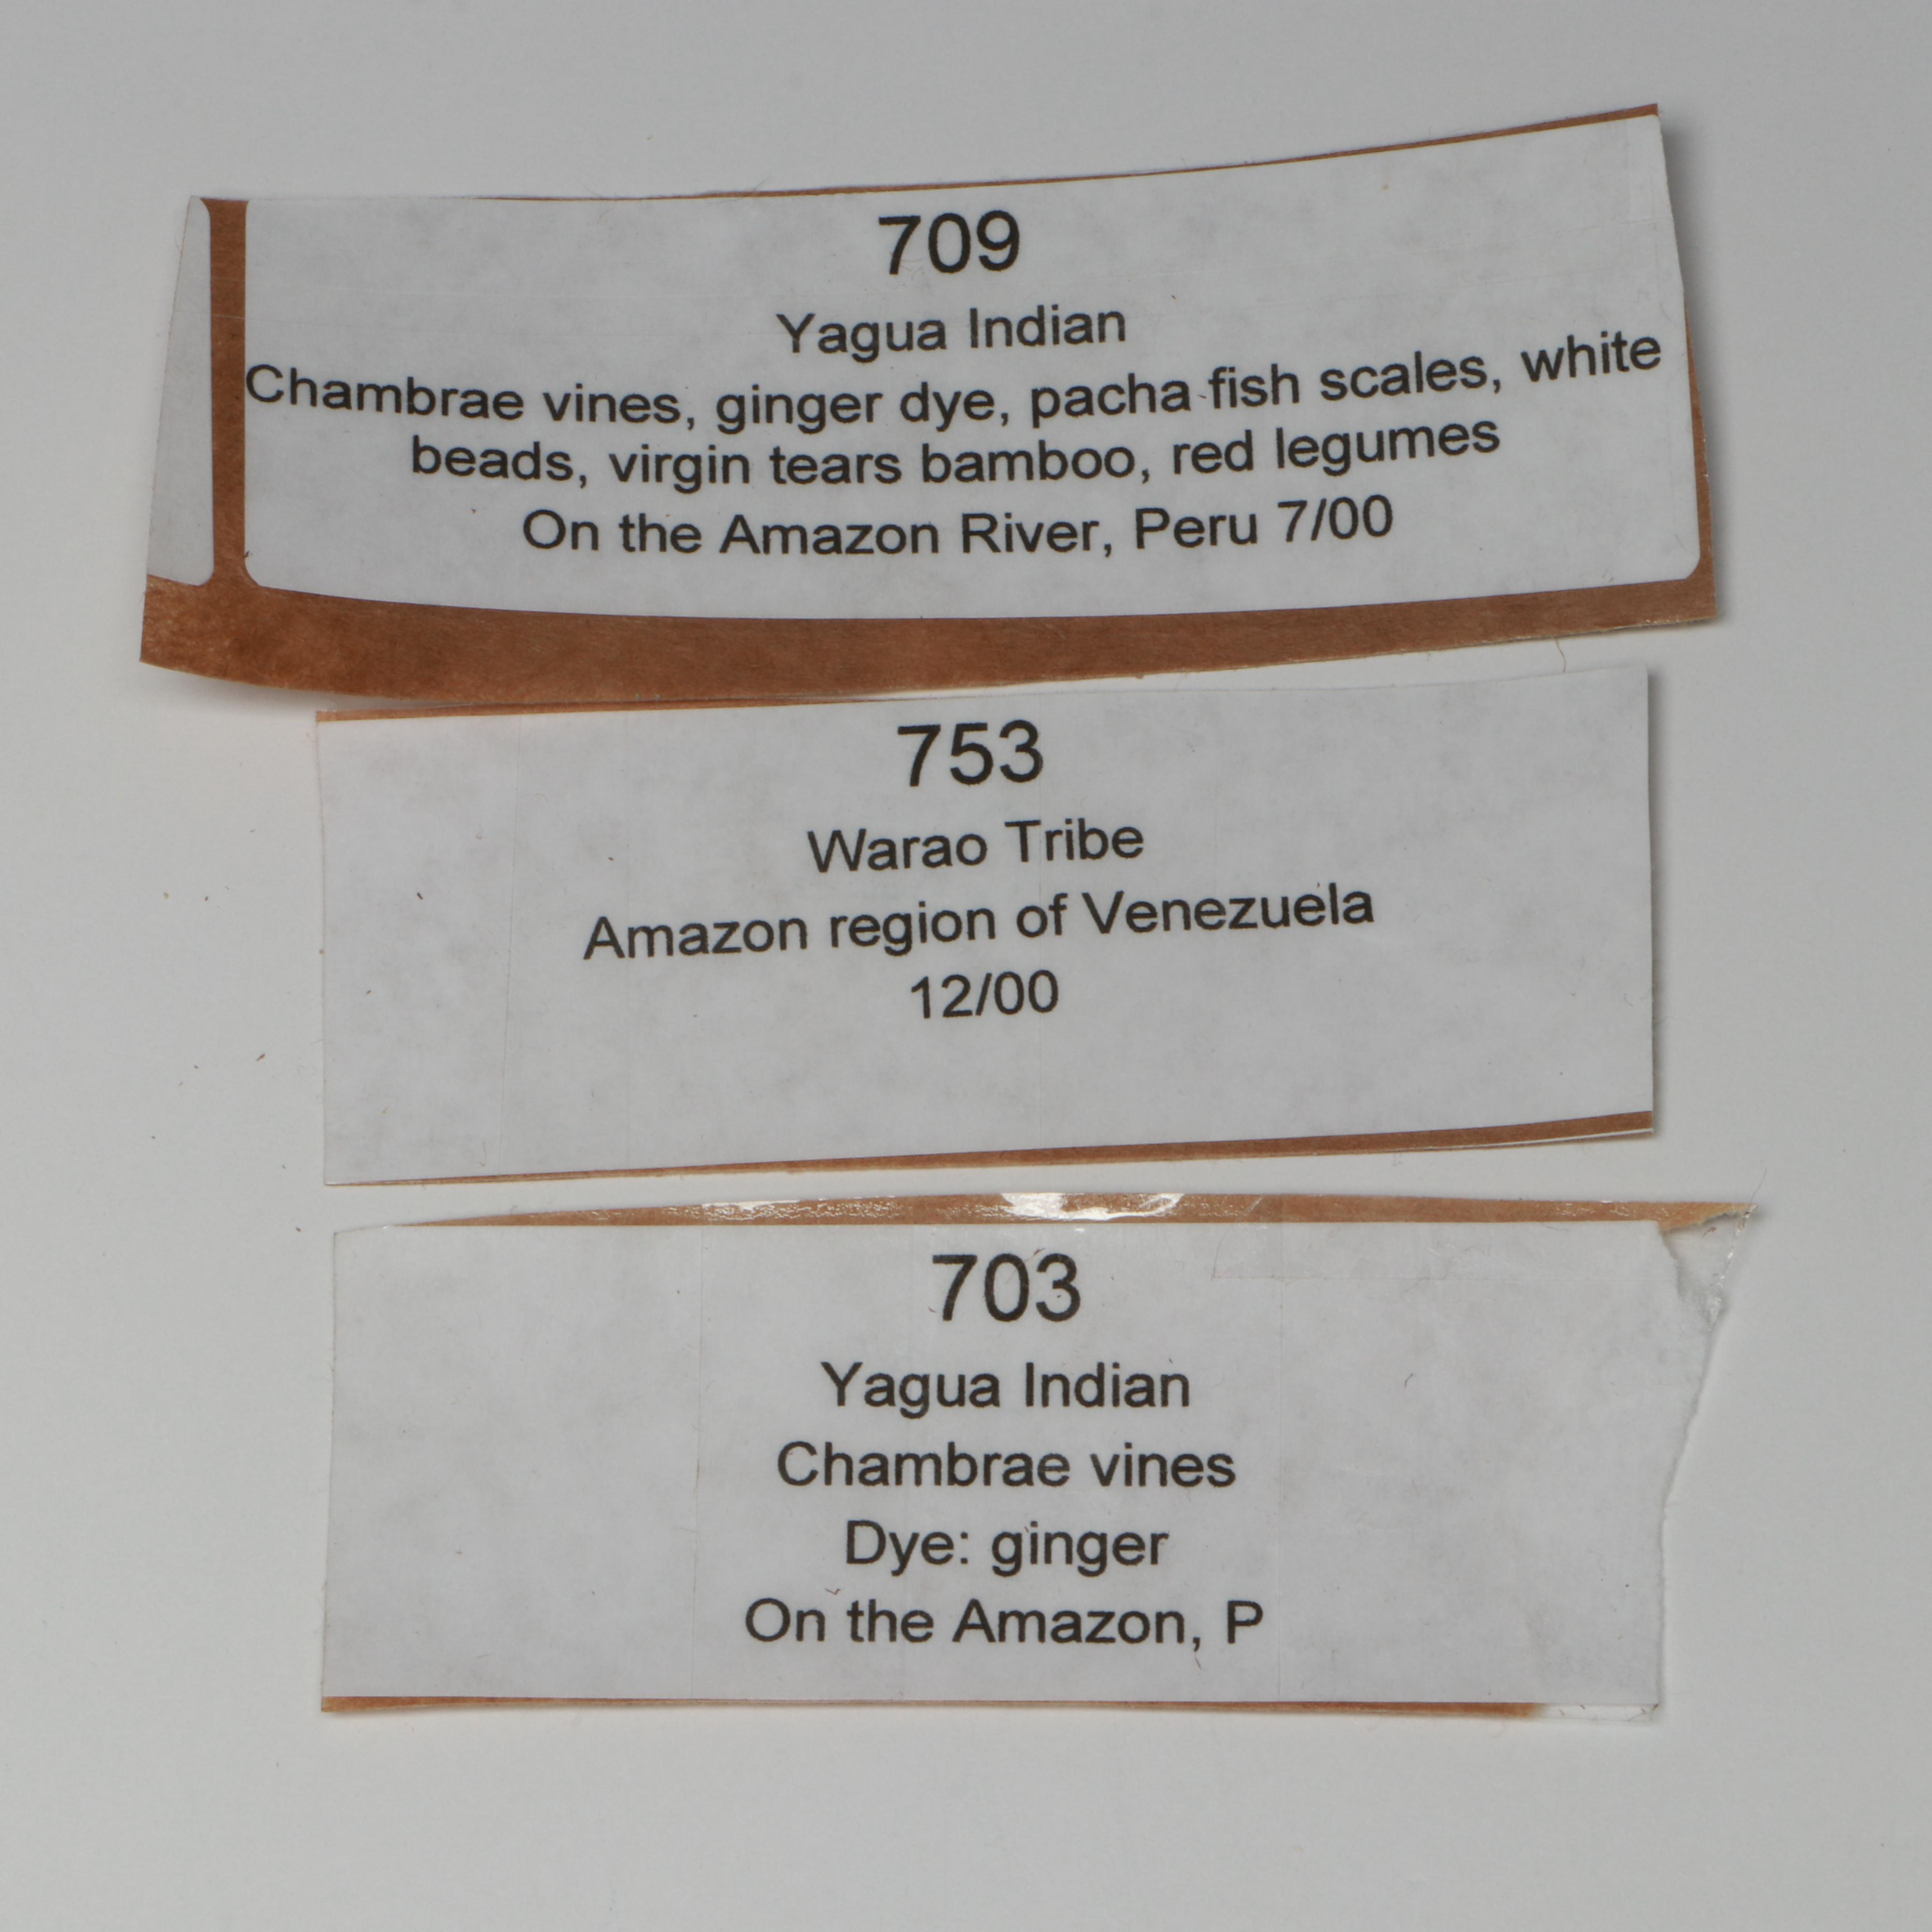 709
Yagua Indian
Chambrae vines, ginger dye, pacha fish scales, white
beads, virgin tears bamboo, red legumes
On the Amazon River, Peru 7/00
753
Warao Tribe
Amazon region of Venezuela
12/00
703
Yagua Indian
Chambrae vines
Dye: ginger
On the Amazon, P